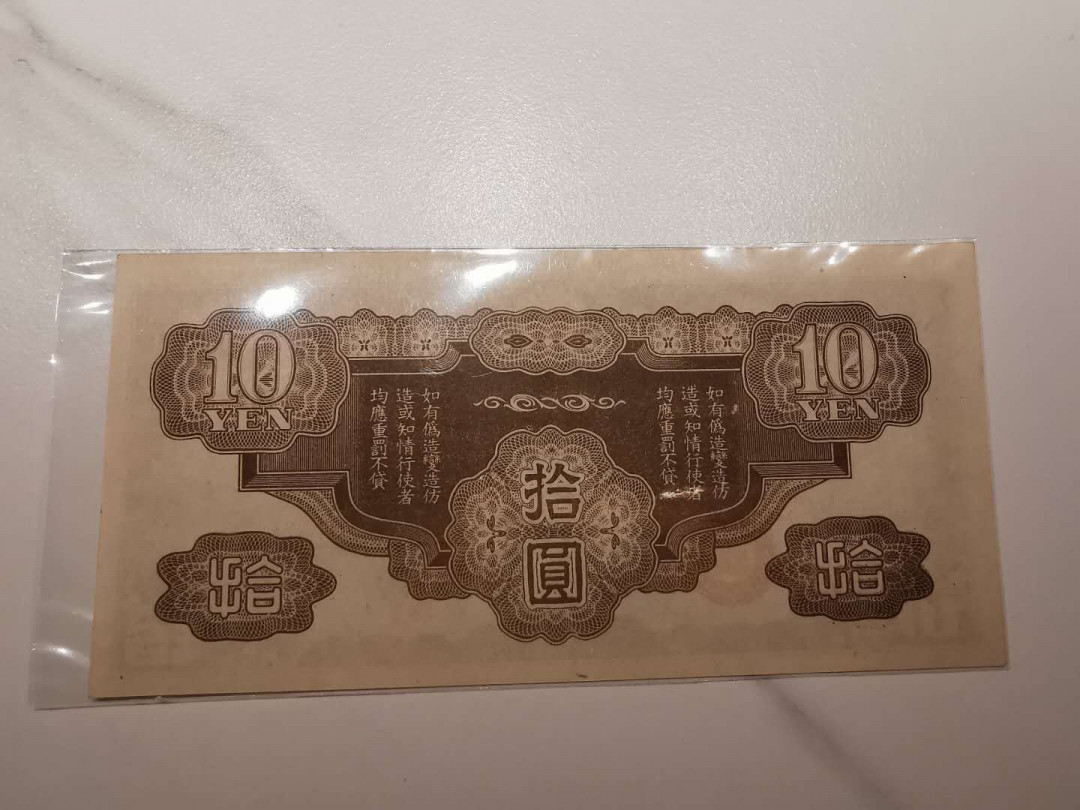 10
YEN
10
YEN
如有僞造變造仿
造或知情行使者
均應重罰不貸
如有僞造變造仿
造或知情行使者
均應重罰不貸
拾
圓
拾
拾